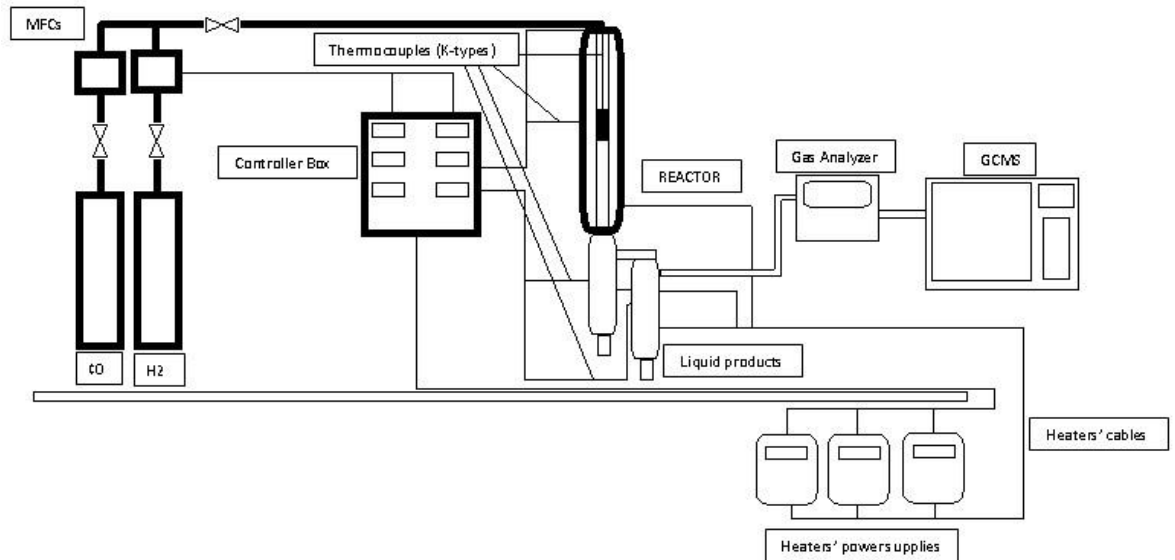 MFCs
Thermocouples (K-types)
Controller Box
Gas Analyzer
GCMS
REACTOR
CO
H2
Liquid products
Heaters' cables
Heaters' powers upplies